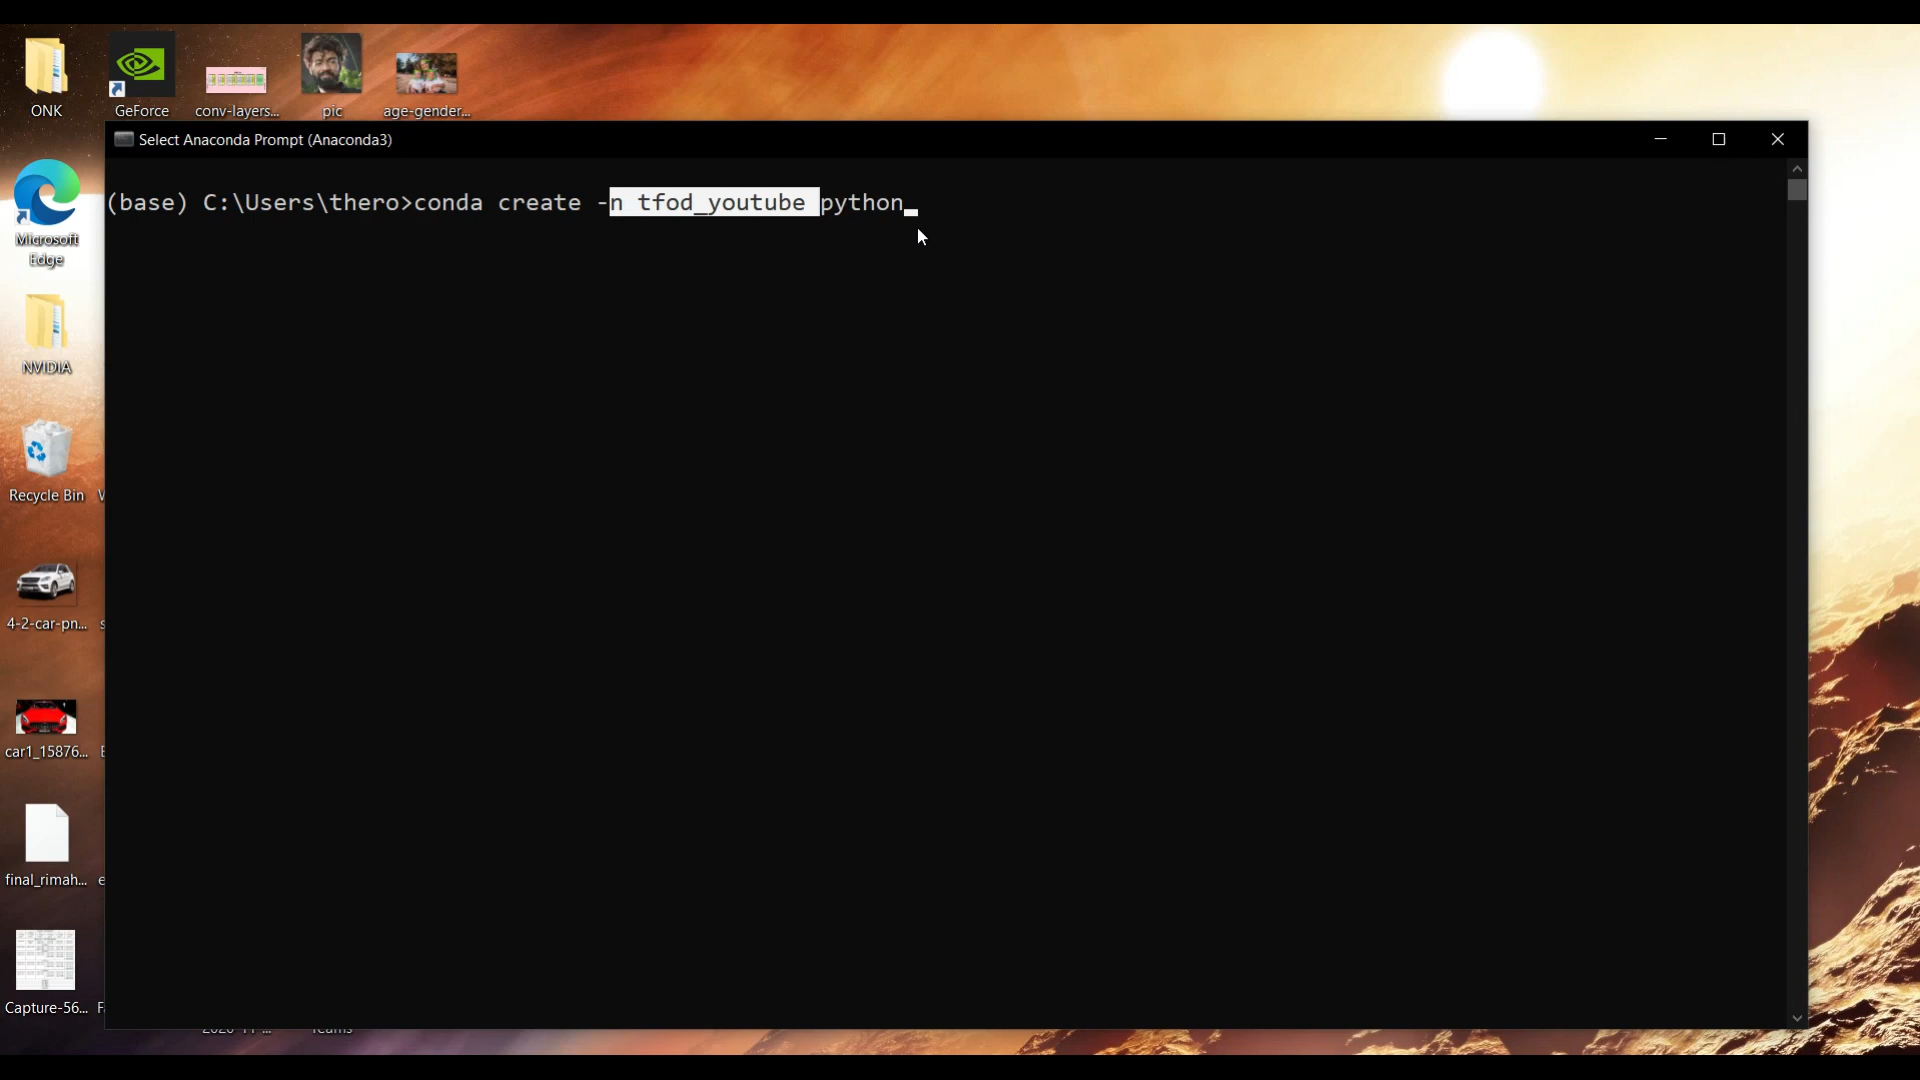 ONK
GeForce
conv-layers...
pic
age-gender...
Select Anaconda Prompt (Anaconda3)
(base) C:\Users\thero>conda create -n tfod_youtube python
Microsoft
Edge
NVIDIA
Recycle Bin
4-2-car-pn...
car1_15876...
final_rimah...
Capture-56...